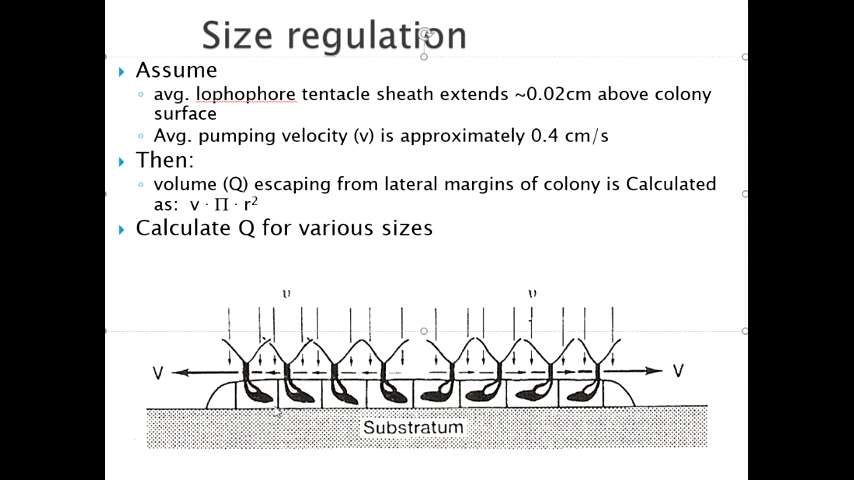 Size regulation
Assume
avg. lophophore tentacle sheath extends ~0.02cm above colony
surface
Avg. pumping velocity (v) is approximately 0.4 cm/s
Then:
volume (Q) escaping from lateral margins of colony is Calculated
as: v · Π · r²
Calculate Q for various sizes
υ υ
V V
Substratum